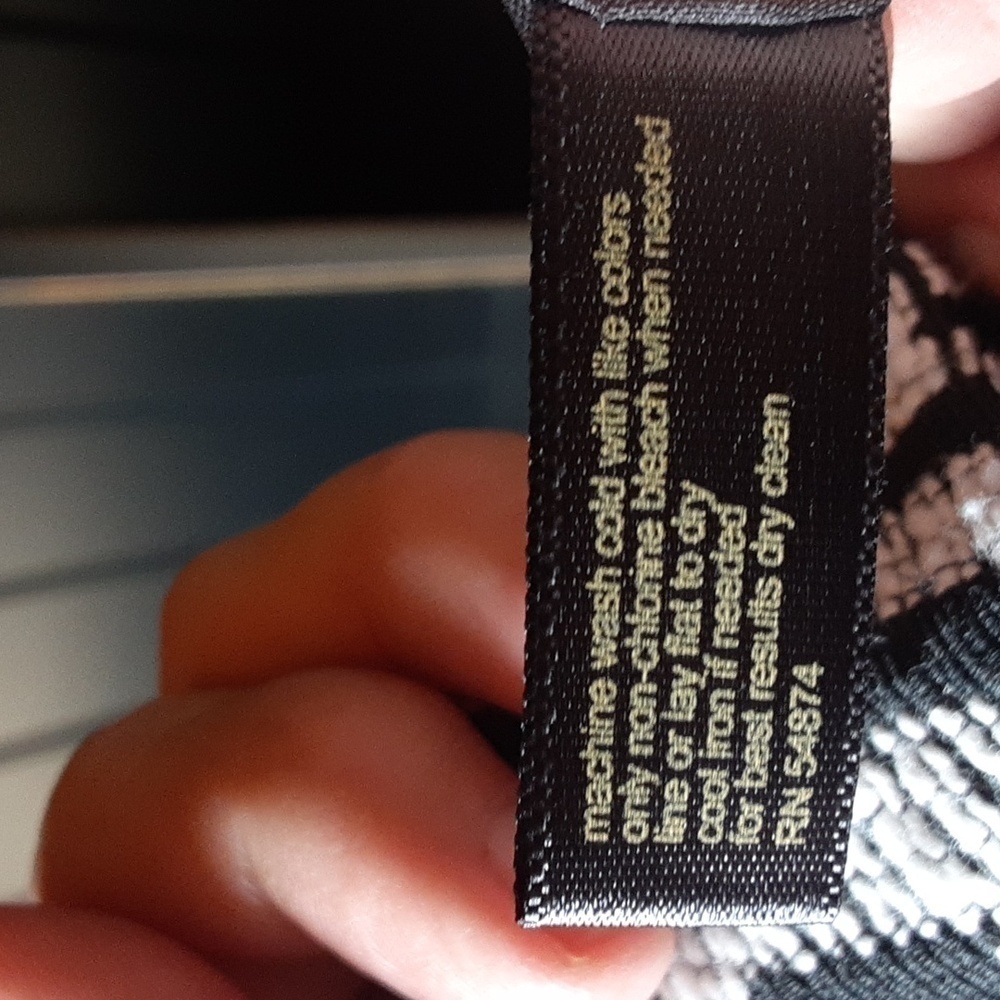 machine wash cold with like colors
only non-chlorine bleach when needed
line or lay flat to dry
cool iron if needed
for best results dry clean
RN 54874